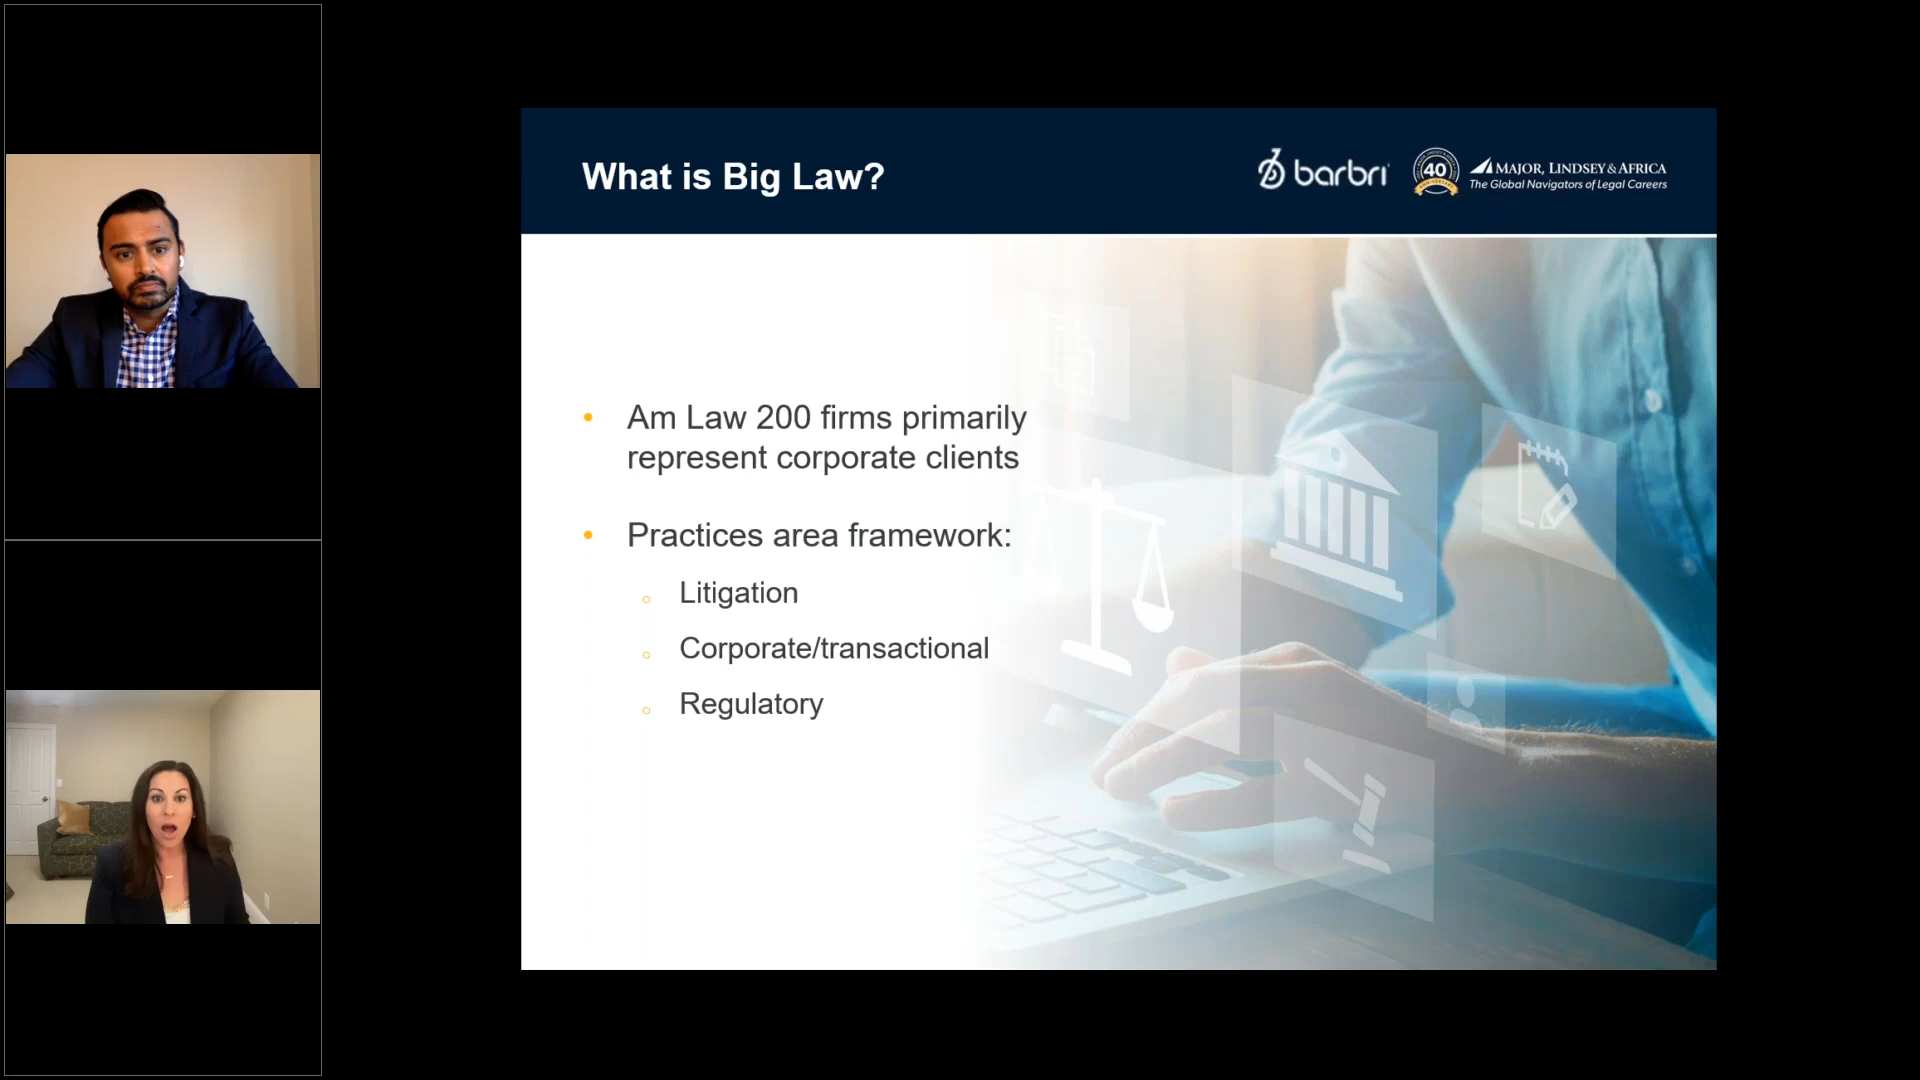 What is Big Law?
barbri
40
MAJOR, LINDSEY & AFRICA
The Global Navigators of Legal Careers
• Am Law 200 firms primarily
represent corporate clients
• Practices area framework:
o Litigation
o Corporate/transactional
o Regulatory